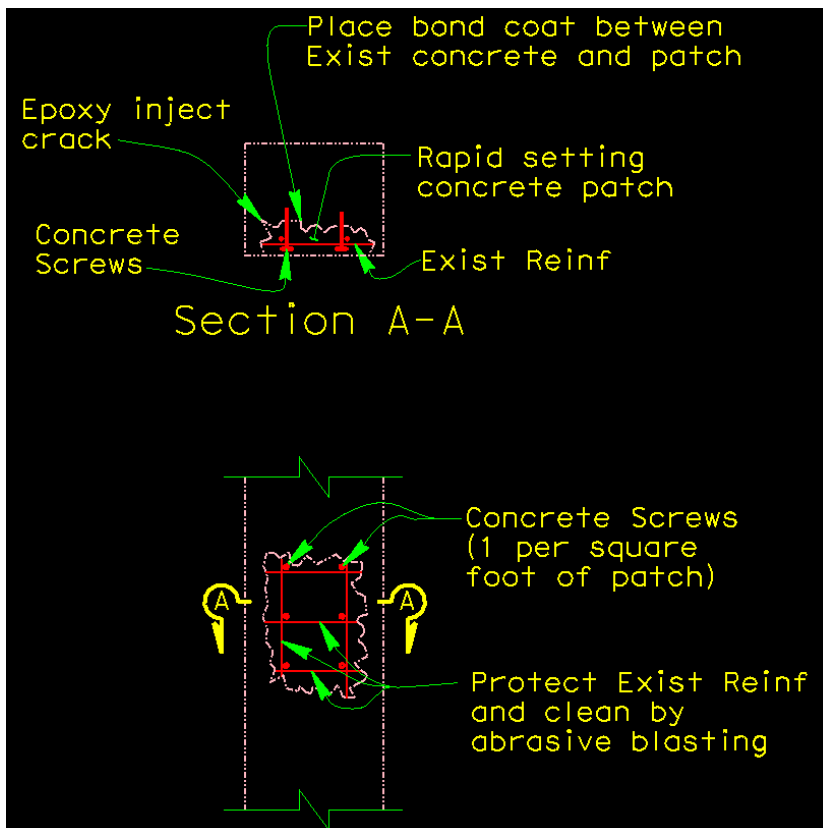 Place bond coat between
Exist concrete and patch
Epoxy inject
crack
Rapid setting
concrete patch
Concrete
Screws
Exist Reinf
Section A-A
Concrete Screws
(1 per square
foot of patch)
A
A
Protect Exist Reinf
and clean by
abrasive blasting